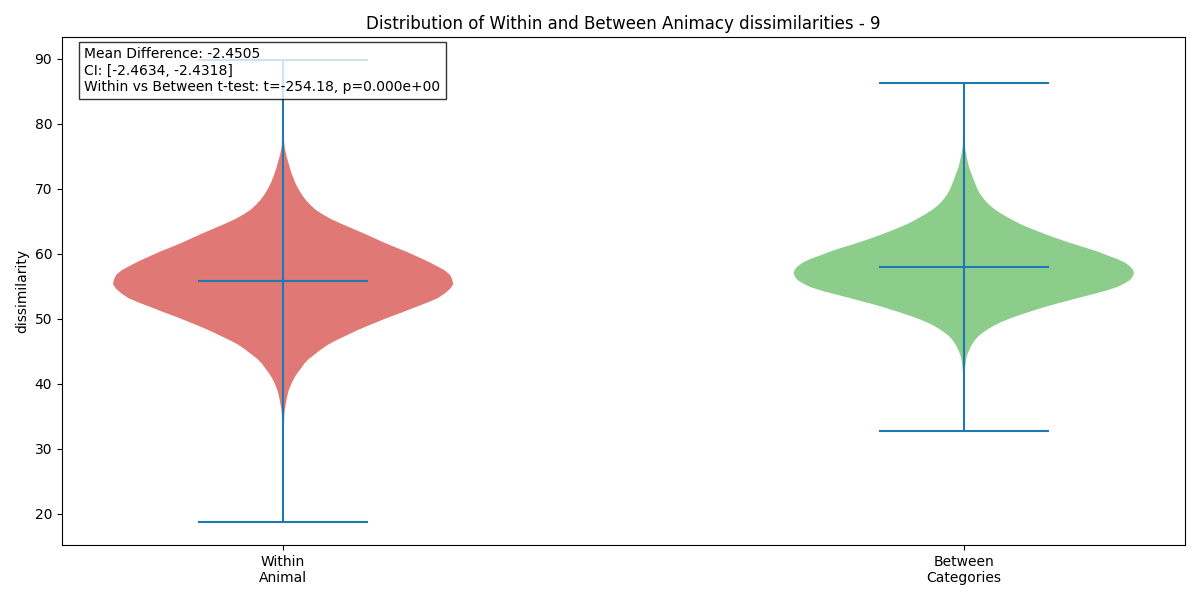 Distribution of Within and Between Animacy dissimilarities - 9
Mean Difference: -2.4505
CI: [-2.4634, -2.4318]
Within vs Between t-test: t=-254.18, p=0.000e+00
dissimilarity
90
80
70
60
50
40
30
20
Within
Animal
Between
Categories